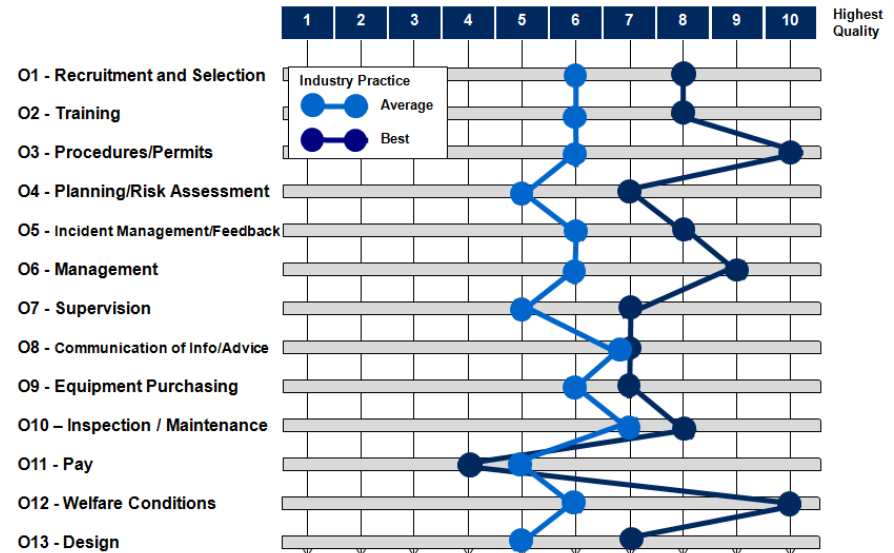 1 2 3 4 5 6 7 8 9 10 Highest
Quality
O1 - Recruitment and Selection
Industry Practice
Average
O2 - Training
Best
O3 - Procedures/Permits
O4 - Planning/Risk Assessment
O5 - Incident Management/Feedback
O6 - Management
O7 - Supervision
O8 - Communication of Info/Advice
O9 - Equipment Purchasing
O10 – Inspection / Maintenance
O11 - Pay
O12 - Welfare Conditions
O13 - Design